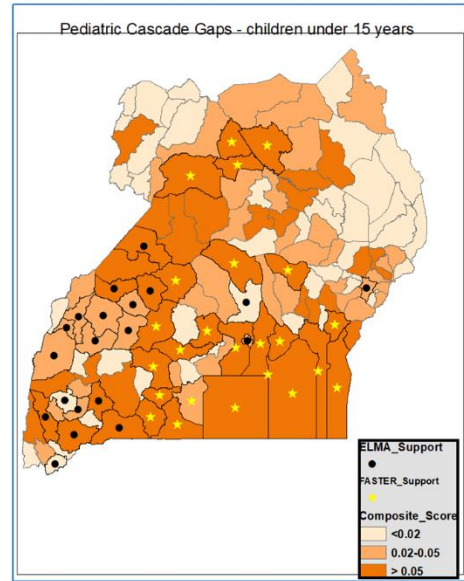 Pediatric Cascade Gaps - children under 15 years
ELMA_Support
FASTER_Support
Composite_Score
<0.02
0.02-0.05
> 0.05